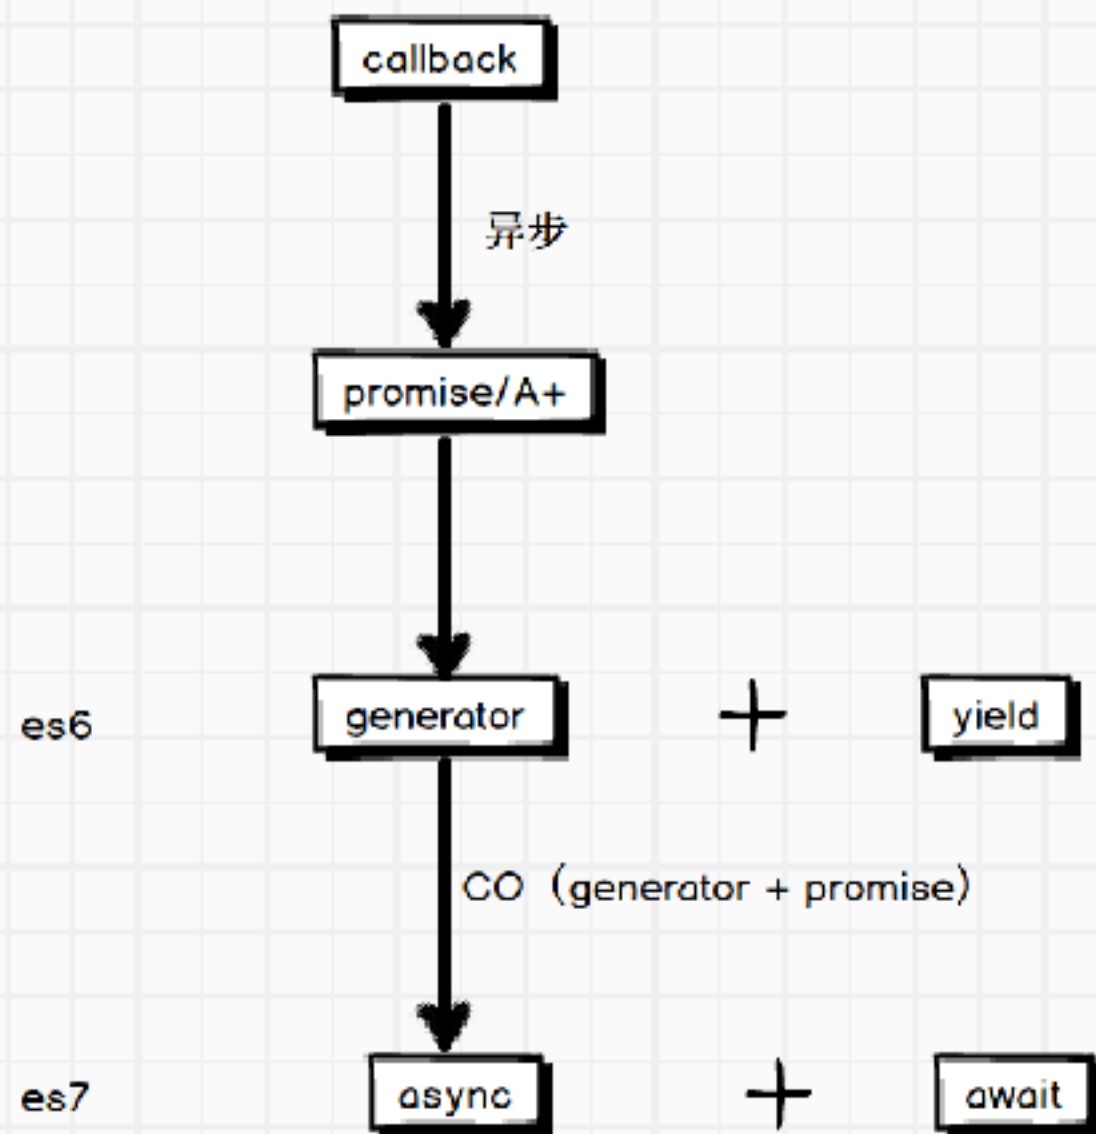 callback
异步
promise/A+
es6 generator + yield
CO（generator + promise）
es7 async + await